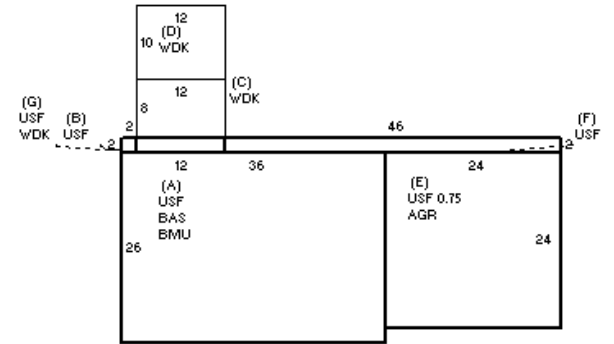 12
10 (D)
WDK
12
(C)
WDK
8
(G)
USF
WDK
(B)
USF
2
46
(F)
USF
2
2
12
36
24
(A)
USF
BAS
BMU
(E)
USF 0.75
AGR
26
24